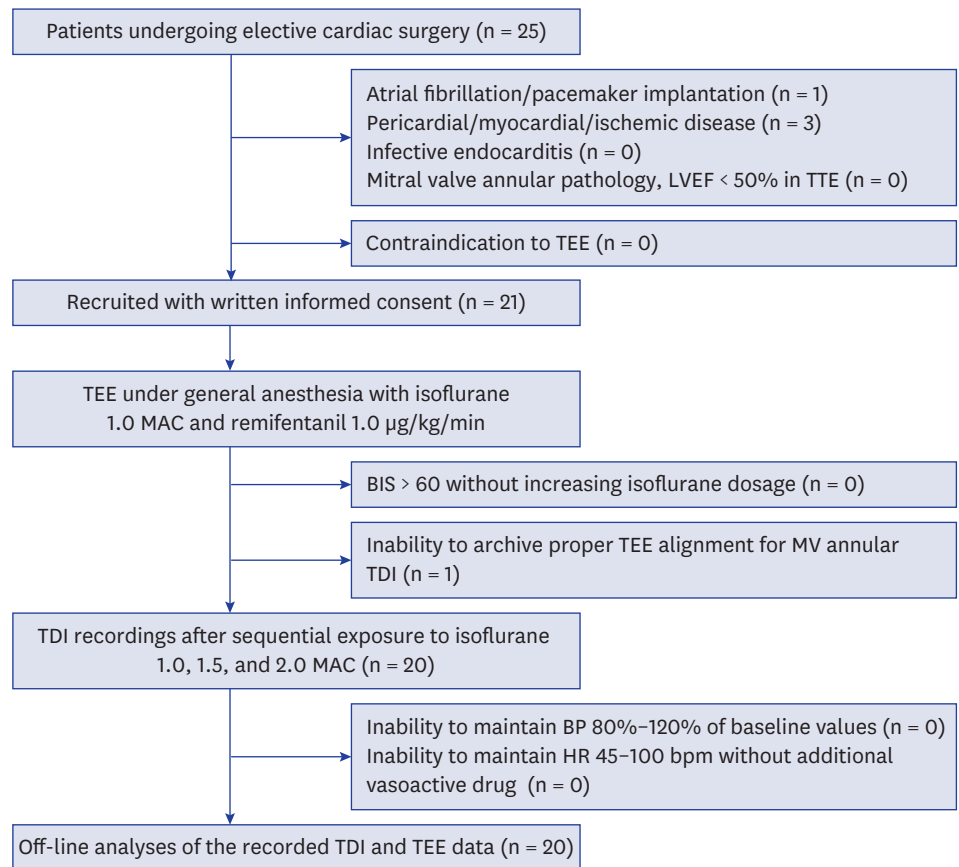 Patients undergoing elective cardiac surgery (n = 25)
Atrial fibrillation/pacemaker implantation (n = 1)
Pericardial/myocardial/ischemic disease (n = 3)
Infective endocarditis (n = 0)
Mitral valve annular pathology, LVEF < 50% in TTE (n = 0)
Contraindication to TEE (n = 0)
Recruited with written informed consent (n = 21)
TEE under general anesthesia with isoflurane
1.0 MAC and remifentanil 1.0 µg/kg/min
BIS > 60 without increasing isoflurane dosage (n = 0)
Inability to archive proper TEE alignment for MV annular
TDI (n = 1)
TDI recordings after sequential exposure to isoflurane
1.0, 1.5, and 2.0 MAC (n = 20)
Inability to maintain BP 80%–120% of baseline values (n = 0)
Inability to maintain HR 45–100 bpm without additional
vasoactive drug (n = 0)
Off-line analyses of the recorded TDI and TEE data (n = 20)